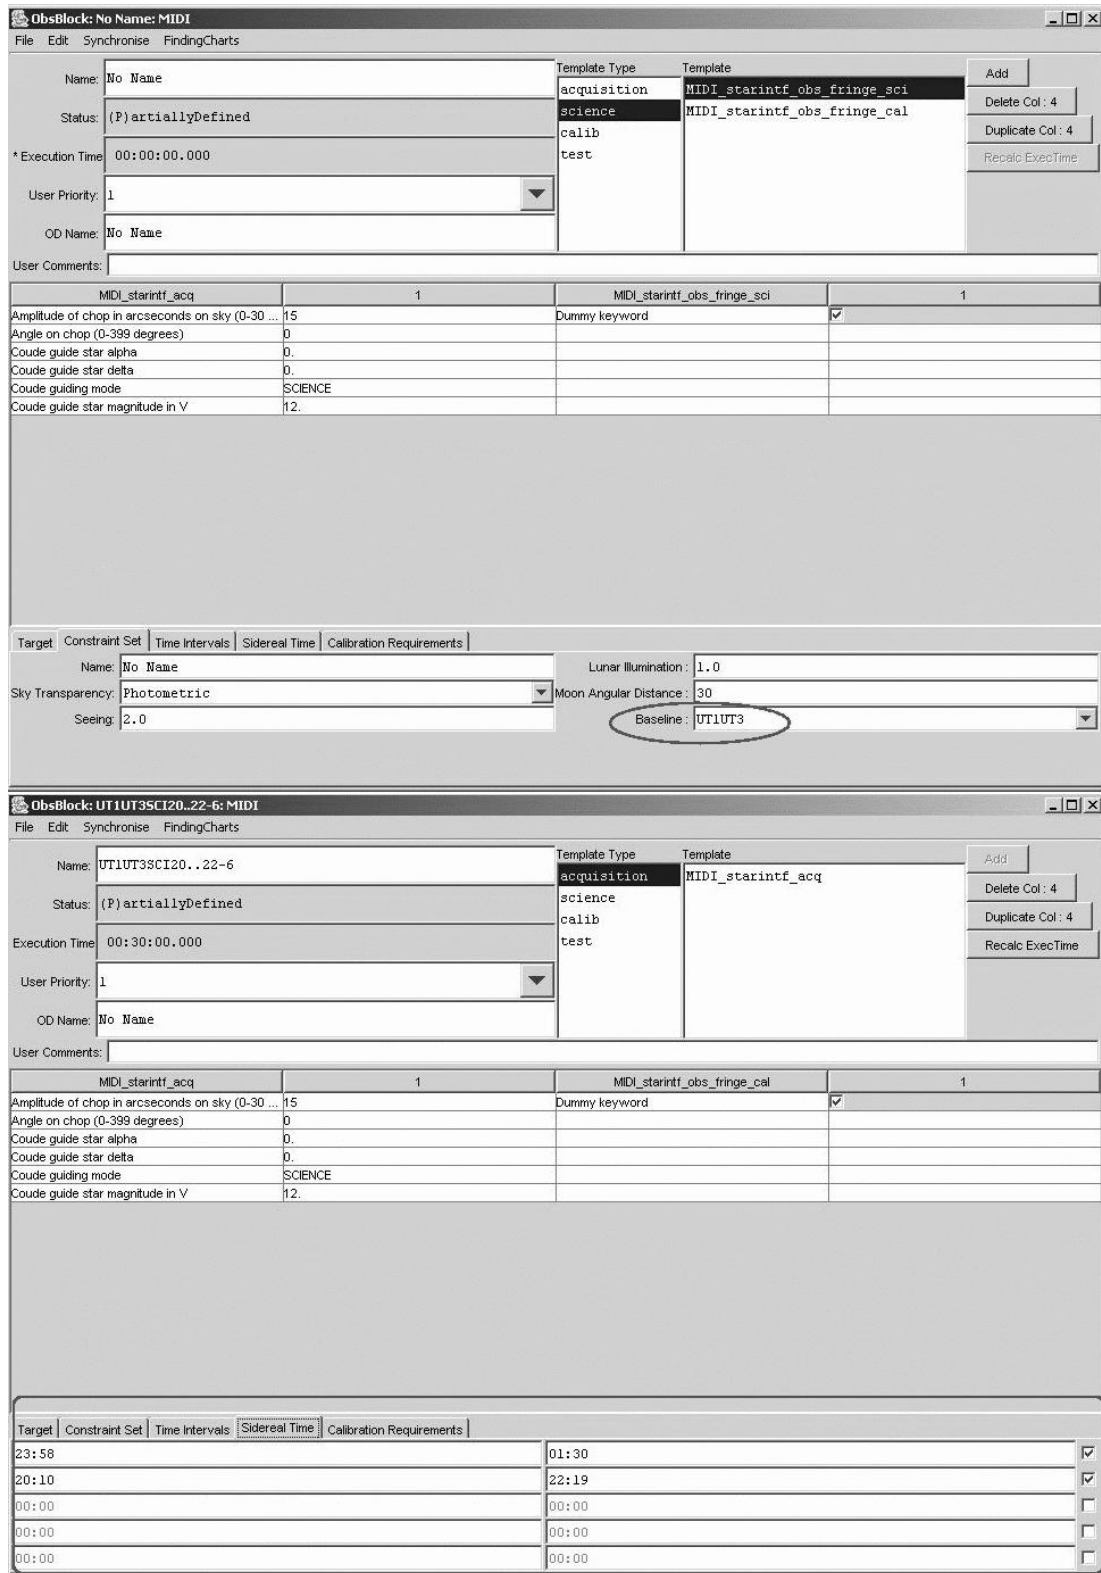 ObsBlock: No Name: MIDI
File Edit Synchronise FindingCharts
Name: No Name
Status: (P)artiallyDefined
* Execution Time 00:00:00.000
User Priority: 1
OD Name: No Name
User Comments:
Template Type
acquisition
science
calib
test
Template
MIDI_starintf_obs_fringe_sci
MIDI_starintf_obs_fringe_cal
Add
Delete Col : 4
Duplicate Col : 4
Recalc ExecTime
MIDI_starintf_acq 1 MIDI_starintf_obs_fringe_sci 1
Amplitude of chop in arcseconds on sky (0-30 ... 15 Dummy keyword
Angle on chop (0-399 degrees) 0
Coude guide star alpha 0.
Coude guide star delta 0.
Coude guiding mode SCIENCE
Coude guide star magnitude in V 12.
Target Constraint Set Time Intervals Sidereal Time Calibration Requirements
Name: No Name Lunar Illumination : 1.0
Sky Transparency: Photometric Moon Angular Distance : 30
Seeing: 2.0 Baseline : UT1UT3
ObsBlock: UT1UT3SCI20..22-6: MIDI
File Edit Synchronise FindingCharts
Name: UT1UT3SCI20..22-6
Status: (P)artiallyDefined
Execution Time 00:30:00.000
User Priority: 1
OD Name: No Name
User Comments:
Template Type
acquisition
science
calib
test
Template
MIDI_starintf_acq
Add
Delete Col : 4
Duplicate Col : 4
Recalc ExecTime
MIDI_starintf_acq 1 MIDI_starintf_obs_fringe_cal 1
Amplitude of chop in arcseconds on sky (0-30 ... 15 Dummy keyword
Angle on chop (0-399 degrees) 0
Coude guide star alpha 0.
Coude guide star delta 0.
Coude guiding mode SCIENCE
Coude guide star magnitude in V 12.
Target Constraint Set Time Intervals Sidereal Time Calibration Requirements
23:58 01:30
20:10 22:19
00:00 00:00
00:00 00:00
00:00 00:00